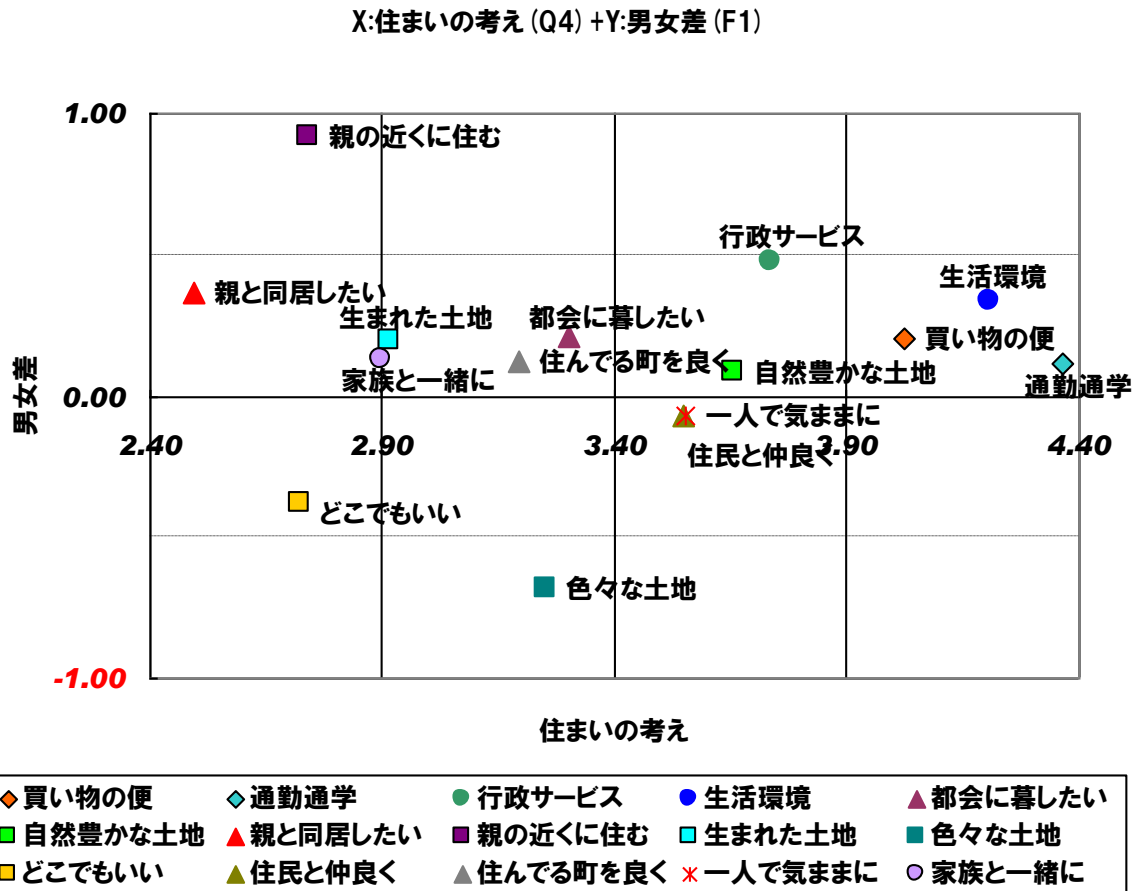 X:住まいの考え(Q4)+Y:男女差(F1)
1.00
親の近くに住む
行政サービス
生活環境
親と同居したい
生まれた土地
都会に暮したい
買い物の便
住んでる町を良く
自然豊かな土地
通勤通学
家族と一緒に
男女差
0.00
一人で気ままに
2.40
2.90
3.40
3.90
4.40
住民と仲良く
どこでもいい
色々な土地
-1.00
住まいの考え
買い物の便 通勤通学 行政サービス 生活環境 都会に暮したい
自然豊かな土地 親と同居したい 親の近くに住む 生まれた土地 色々な土地
どこでもいい 住民と仲良く 住んでる町を良く 一人で気ままに 家族と一緒に